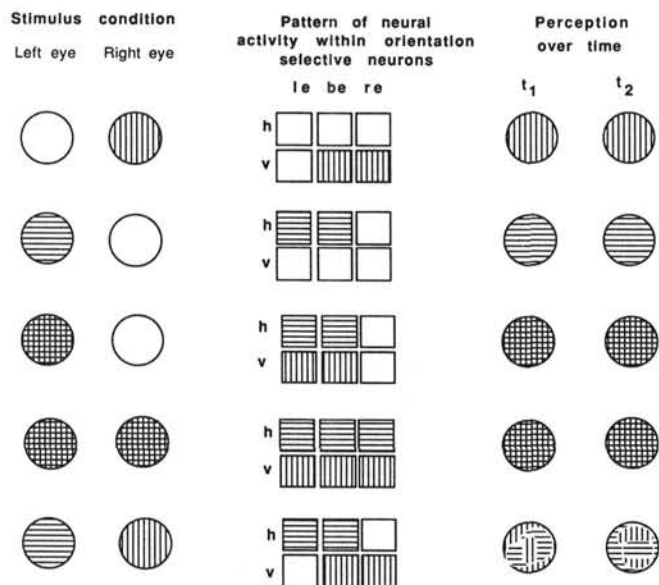 Stimulus condition
Left eye Right eye
Pattern of neural
activity within orientation
selective neurons
le be re
Perception
over time
t1 t2
h
v
h
v
h
v
h
v
h
v